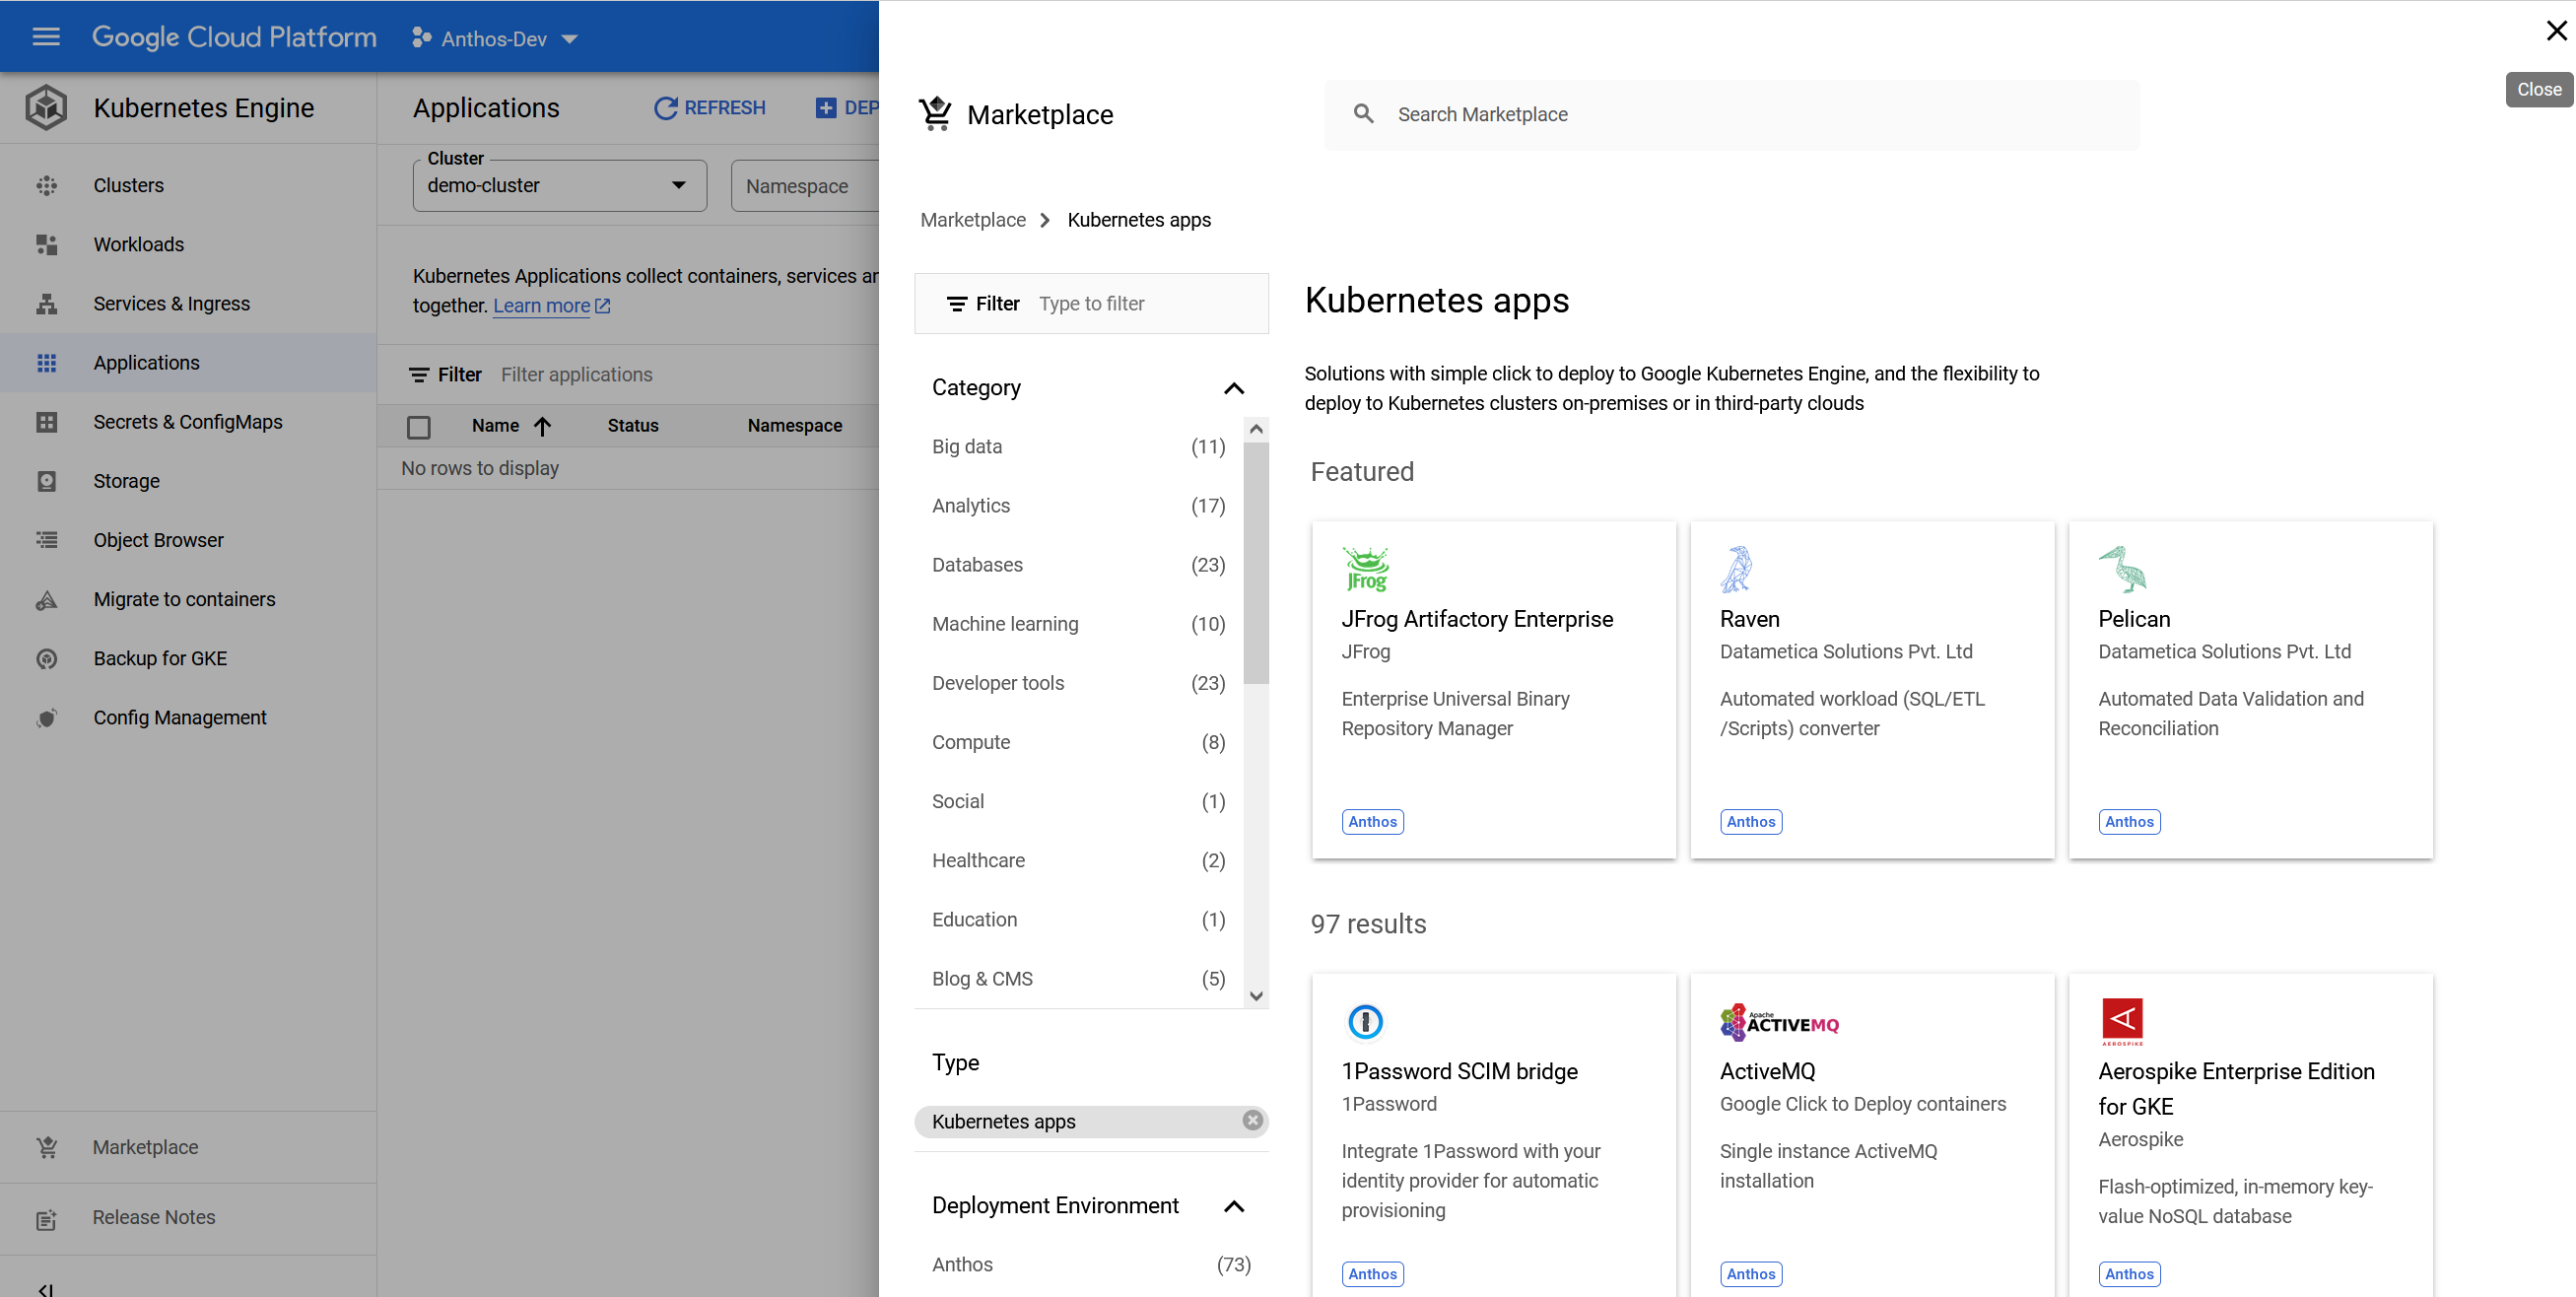 Google Cloud Platform
Anthos-Dev
Kubernetes Engine
Clusters
Workloads
Services & Ingress
Applications
Secrets & ConfigMaps
Storage
Object Browser
Migrate to containers
Backup for GKE
Config Management
Marketplace
Release Notes
Applications
REFRESH
DEP
Cluster
demo-cluster
Namespace
Kubernetes Applications collect containers, services ar
together. Learn more
Filter Filter applications
Name Status Namespace
No rows to display
Close
Marketplace
Search Marketplace
Marketplace > Kubernetes apps
Filter Type to filter
Category
Big data (11)
Analytics (17)
Databases (23)
Machine learning (10)
Developer tools (23)
Compute (8)
Social (1)
Healthcare (2)
Education (1)
Blog & CMS (5)
Type
Kubernetes apps
Deployment Environment
Anthos (73)
Kubernetes apps
Solutions with simple click to deploy to Google Kubernetes Engine, and the flexibility to
deploy to Kubernetes clusters on-premises or in third-party clouds
Featured
JFrog
JFrog Artifactory Enterprise
JFrog
Enterprise Universal Binary
Repository Manager
Anthos
Raven
Datametica Solutions Pvt. Ltd
Automated workload (SQL/ETL
/Scripts) converter
Anthos
Pelican
Datametica Solutions Pvt. Ltd
Automated Data Validation and
Reconciliation
Anthos
97 results
1Password SCIM bridge
1Password
Integrate 1Password with your
identity provider for automatic
provisioning
Anthos
Apache
ACTIVEMQ
ActiveMQ
Google Click to Deploy containers
Single instance ActiveMQ
installation
Anthos
AEROSPIKE
Aerospike Enterprise Edition
for GKE
Aerospike
Flash-optimized, in-memory key-
value NoSQL database
Anthos